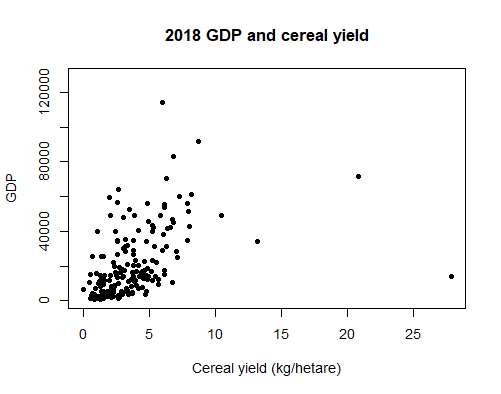 2018 GDP and cereal yield
GDP
0
40000
80000
120000
0 5 10 15 20 25
Cereal yield (kg/hetare)